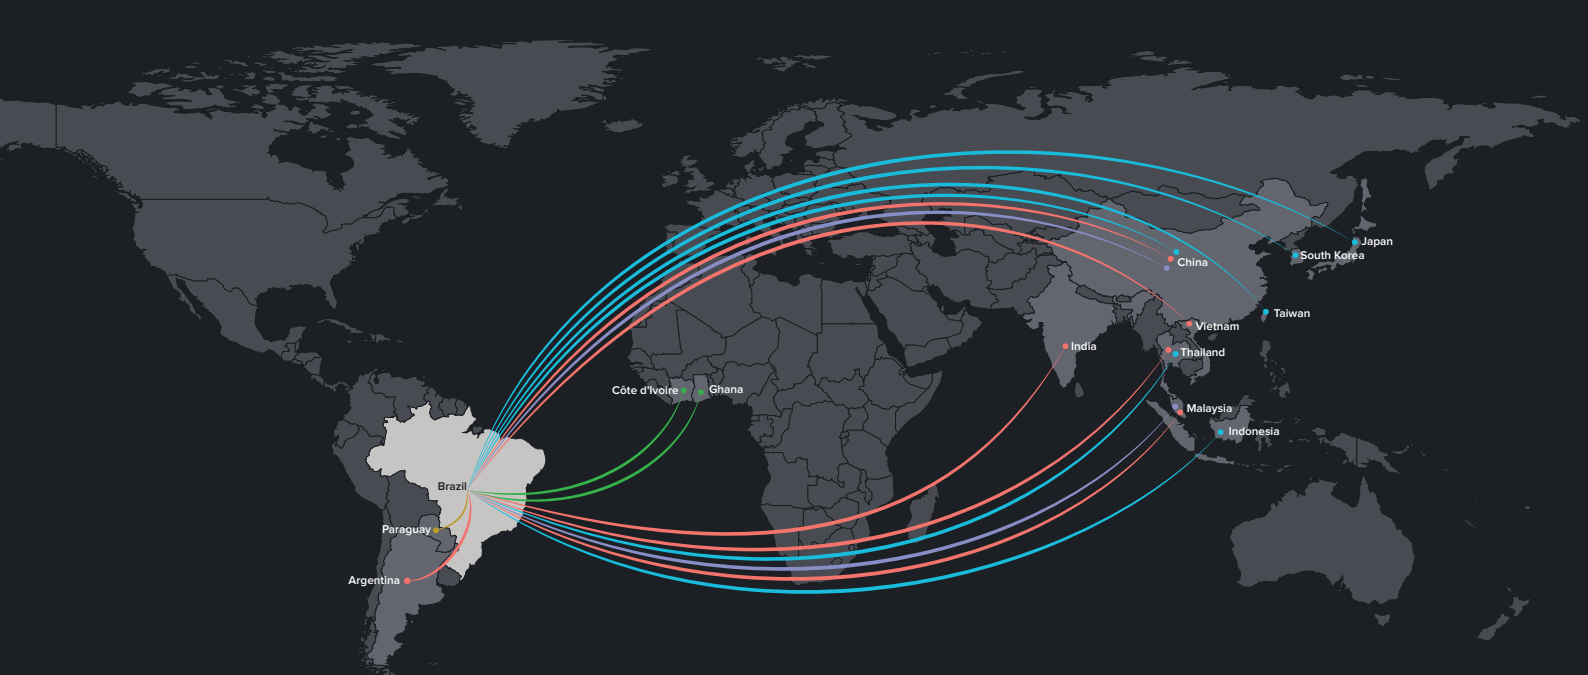 Japan
South Korea
China
Taiwan
Vietnam
India
Thailand
Côte d'Ivoire
Ghana
Malaysia
Indonesia
Brazil
Paraguay
Argentina